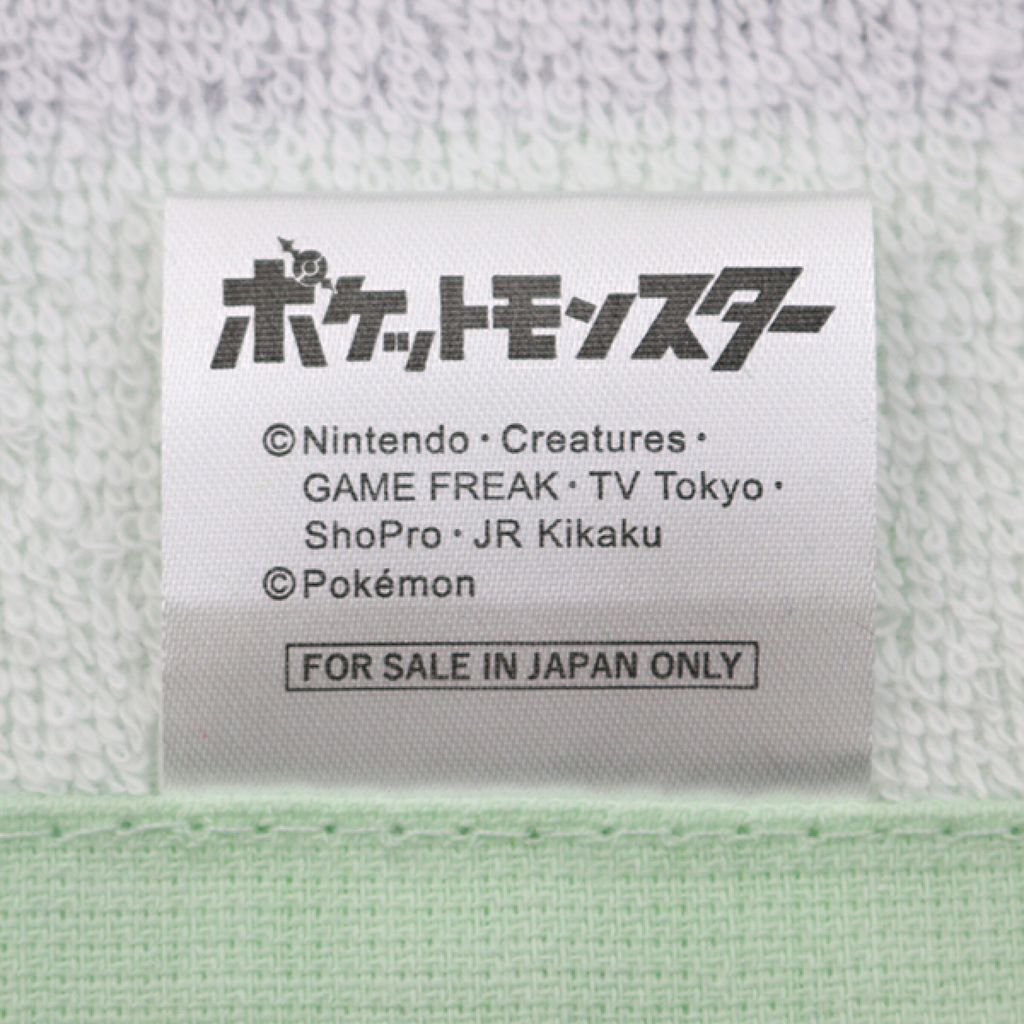 ポケットモンスター
©Nintendo・Creatures・
GAME FREAK・TV Tokyo・
ShoPro・JR Kikaku
©Pokémon
FOR SALE IN JAPAN ONLY